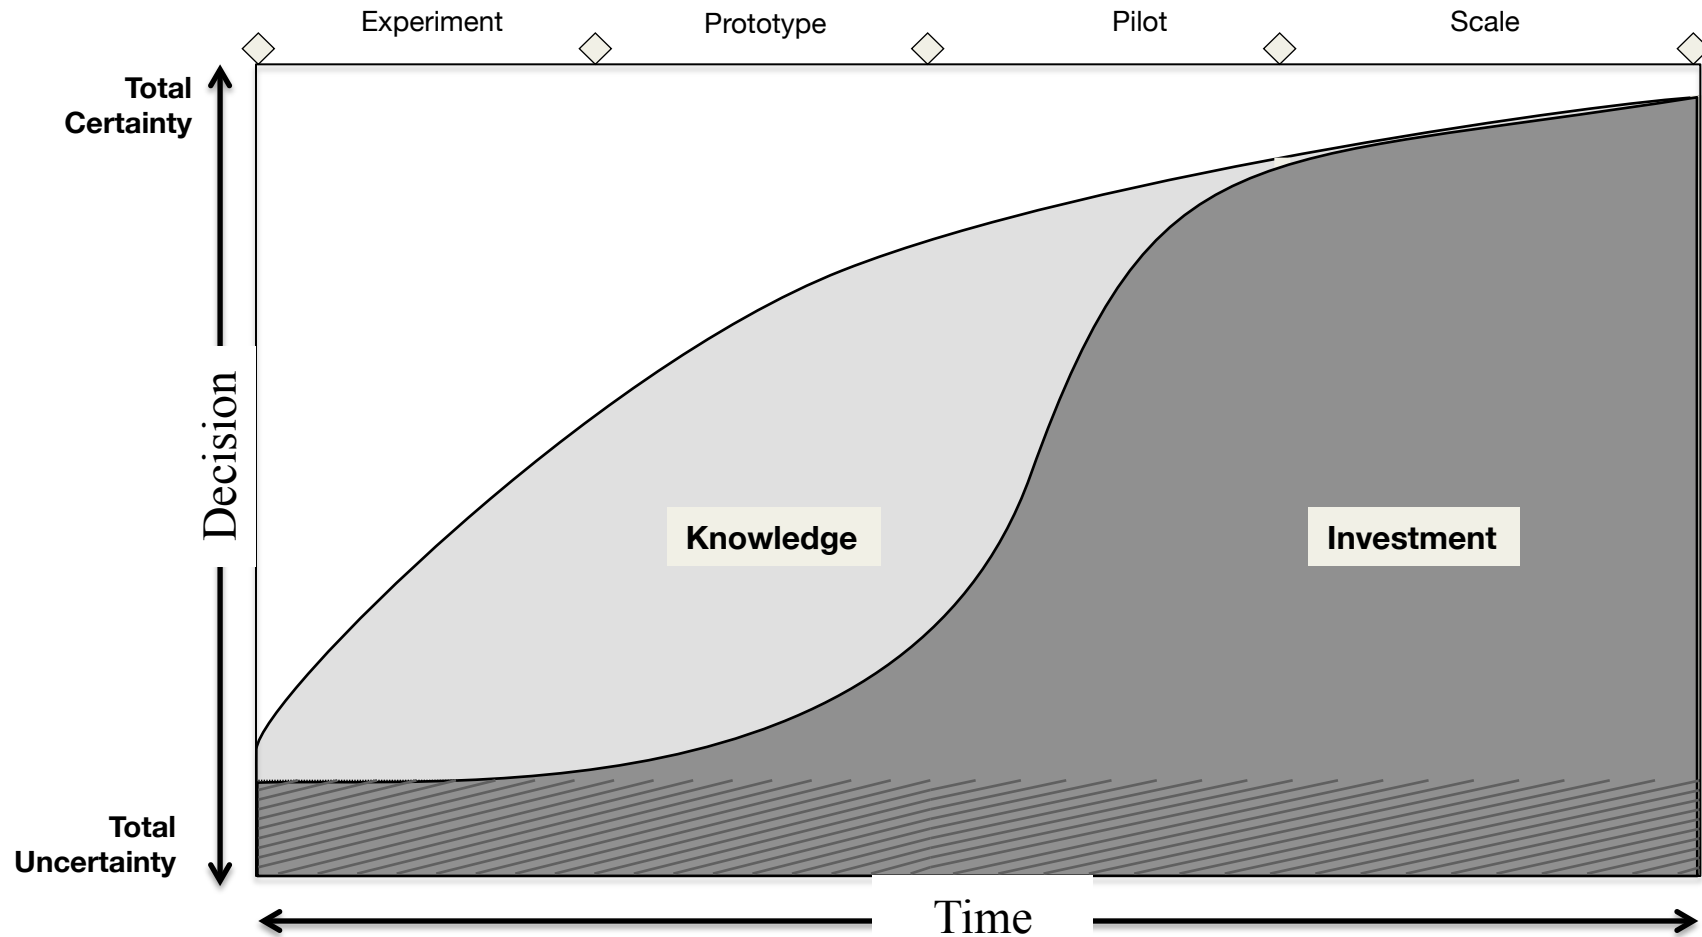 Experiment
Prototype
Pilot
Scale
Total
Certainty
Decision
Knowledge
Investment
Total
Uncertainty
Time